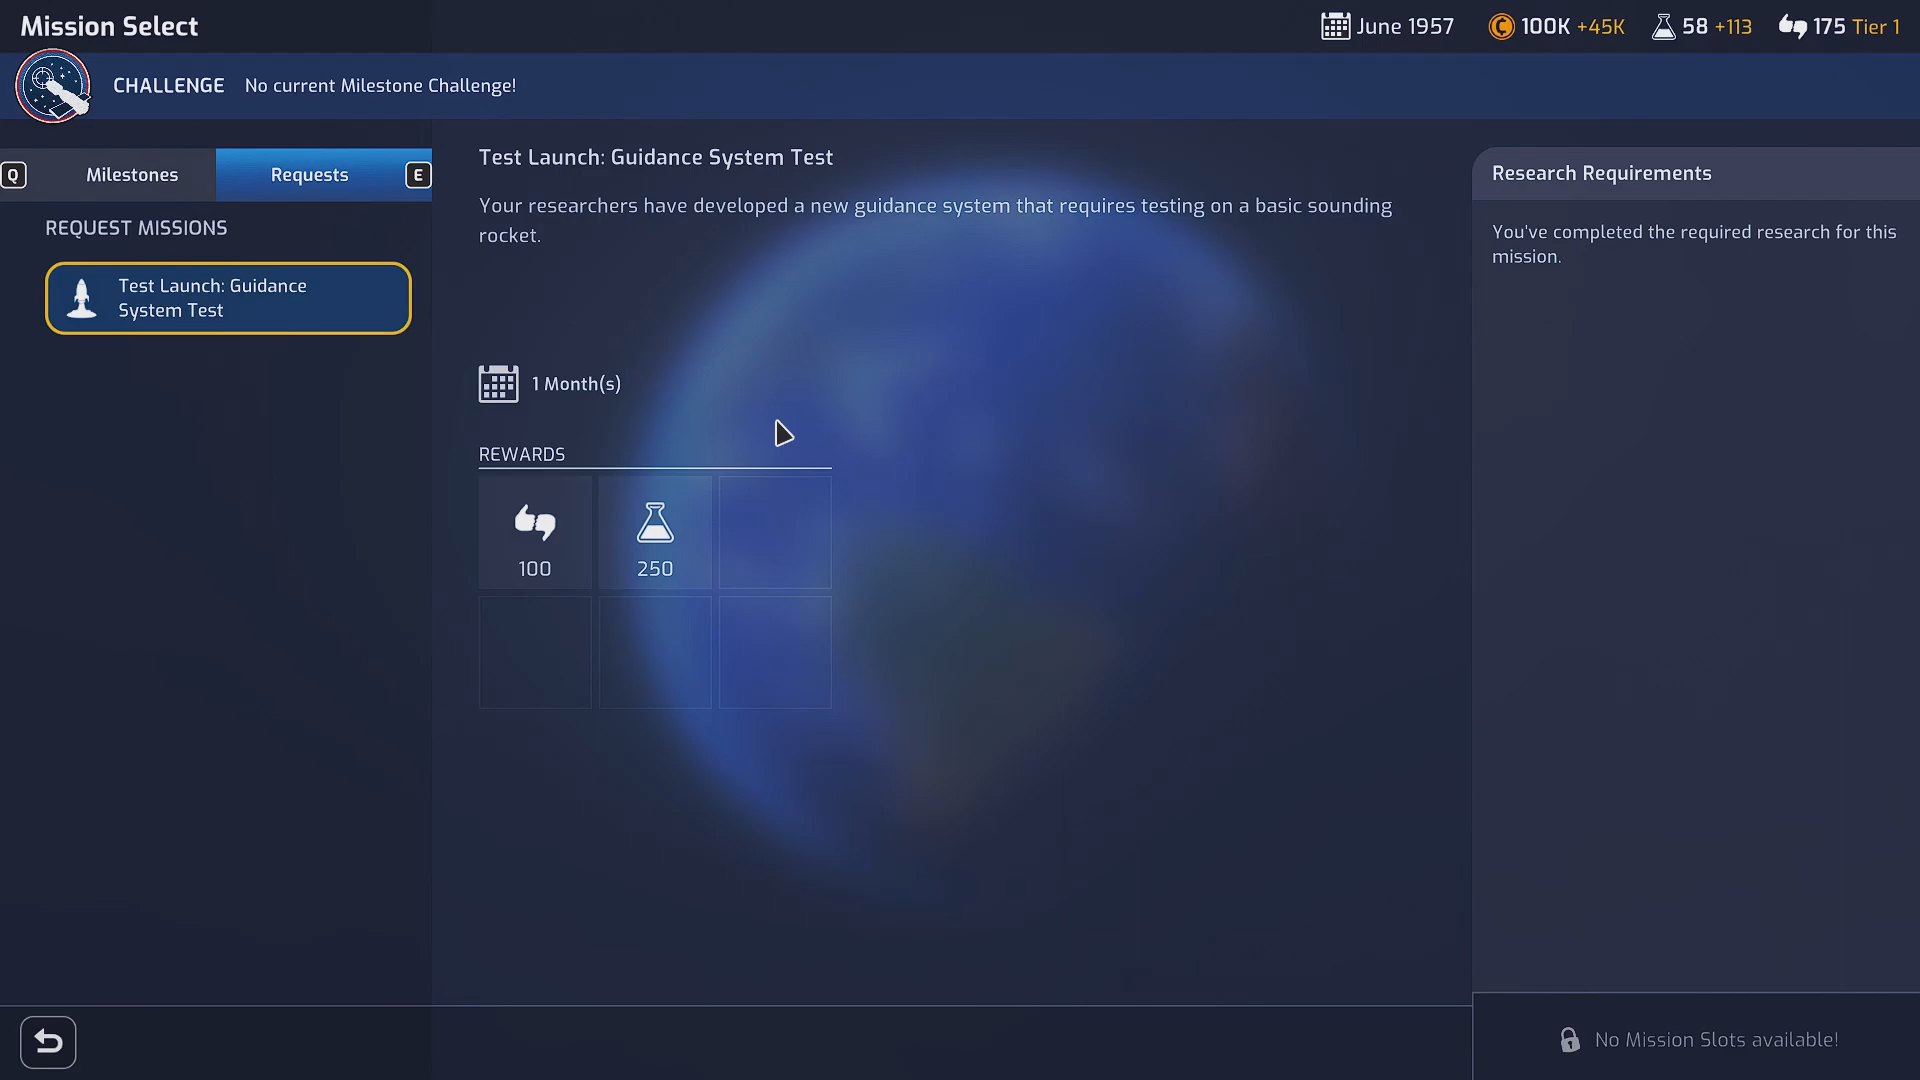 Mission Select
June 1957
100K +45K
58 +113
175 Tier 1
CHALLENGE
No current Milestone Challenge!
Q
Milestones
Requests
E
REQUEST MISSIONS
Test Launch: Guidance
System Test
Test Launch: Guidance System Test
Your researchers have developed a new guidance system that requires testing on a basic sounding
rocket.
1 Month(s)
REWARDS
100
250
Research Requirements
You've completed the required research for this
mission.
No Mission Slots available!